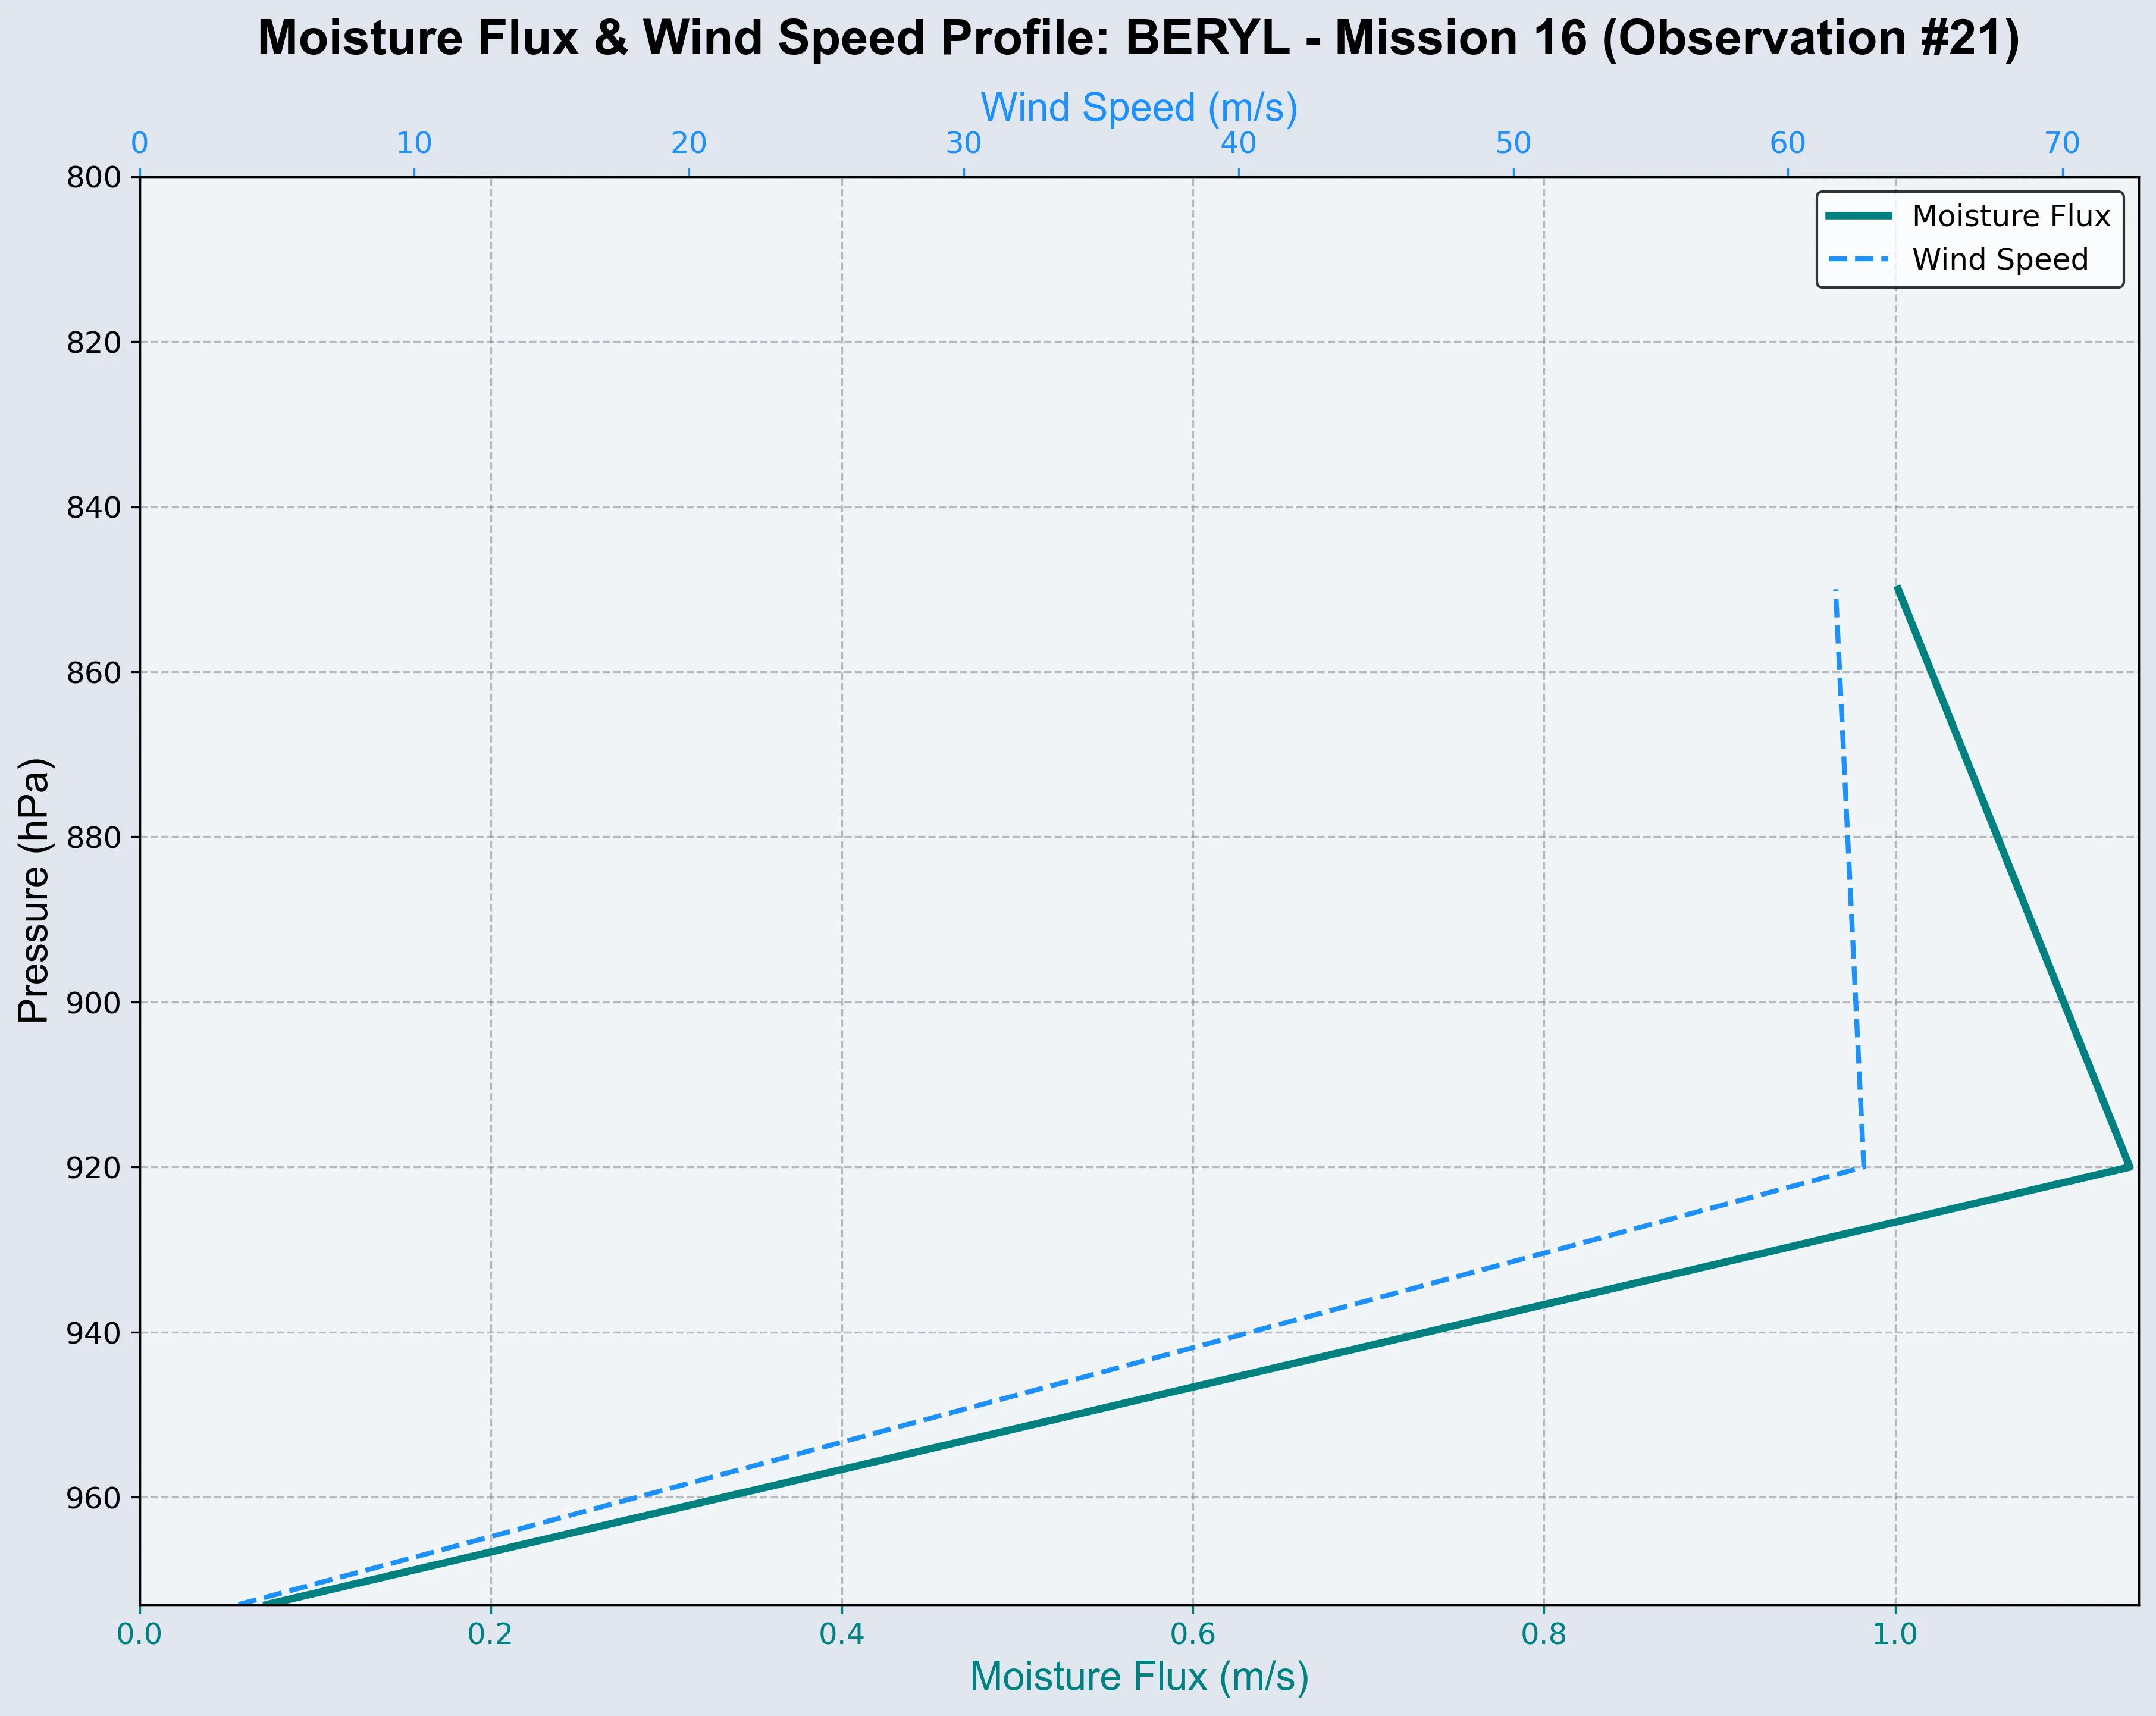 Moisture Flux & Wind Speed Profile: BERYL - Mission 16 (Observation #21)
Wind Speed (m/s)
0 10 20 30 40 50 60 70
Moisture Flux
Wind Speed
Pressure (hPa)
800
820
840
860
880
900
920
940
960
0.0 0.2 0.4 0.6 0.8 1.0
Moisture Flux (m/s)